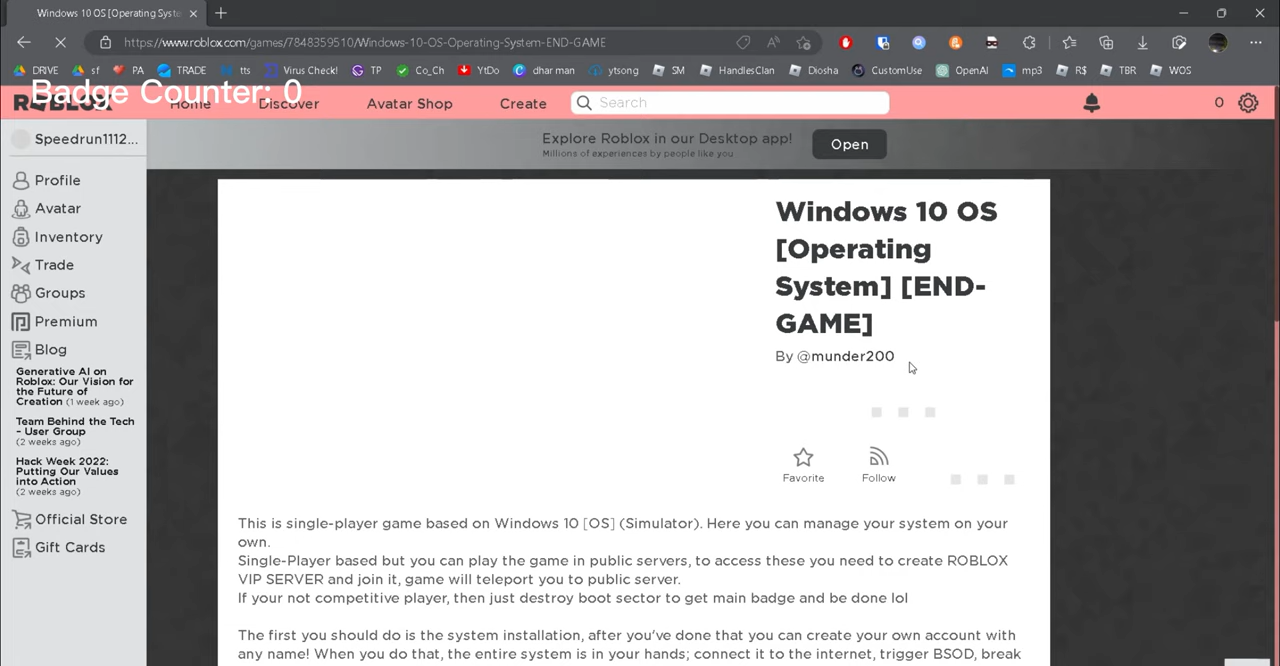 Windows 10 OS [Operating Syste
https://www.roblox.com/games/7848359510/Windows-10-OS-Operating-System-END-GAME
DRIVE sf PA TRADE tts Virus Check! TP Co_Ch YtDo dhar man ytsong SM HandlesClan Diosha CustomUse OpenAI mp3 R$ TBR WOS
Badge Counter: 0
ROBLOX Home Discover Avatar Shop Create Search 0
Speedrun1112...
Explore Roblox in our Desktop app!
Millions of experiences by people like you
Open
Profile
Avatar
Inventory
Trade
Groups
Premium
Blog
Generative AI on
Roblox: Our Vision for
the Future of
Creation (1 week ago)
Team Behind the Tech
- User Group
(2 weeks ago)
Hack Week 2022:
Putting Our Values
into Action
(2 weeks ago)
Official Store
Gift Cards
Windows 10 OS
[Operating
System] [END-
GAME]
By @munder200
Favorite Follow
This is single-player game based on Windows 10 [OS] (Simulator). Here you can manage your system on your
own.
Single-Player based but you can play the game in public servers, to access these you need to create ROBLOX
VIP SERVER and join it, game will teleport you to public server.
If your not competitive player, then just destroy boot sector to get main badge and be done lol
The first you should do is the system installation, after you've done that you can create your own account with
any name! When you do that, the entire system is in your hands; connect it to the internet, trigger BSOD, break